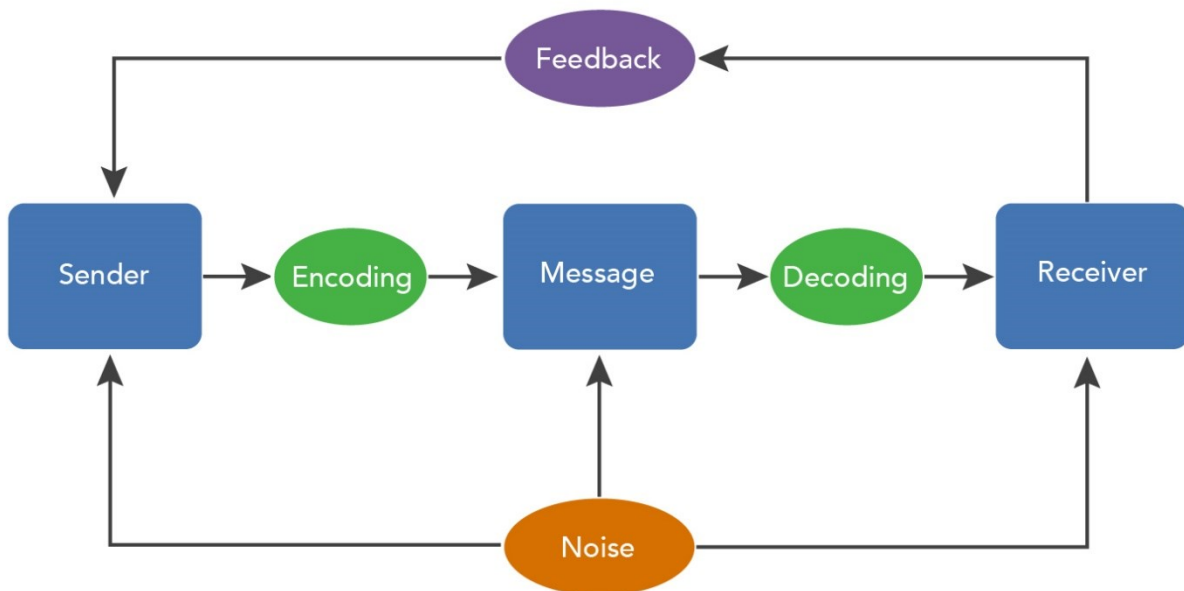 Feedback
Sender
Encoding
Message
Decoding
Receiver
Noise